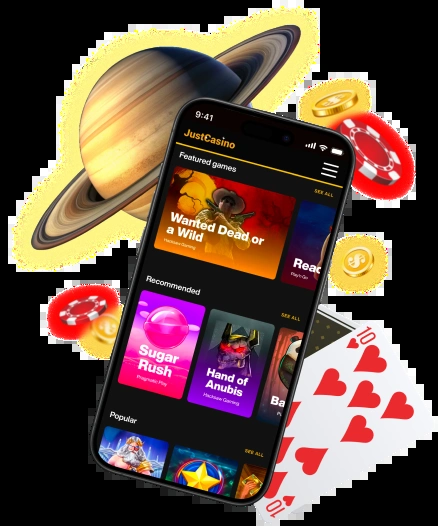 9:41
JustCasino
Featured games
SEE ALL
Wanted Dead or
a Wild
Hacksaw Gaming
Reac
Play'n Go
Recommended
SEE ALL
Sugar
Rush
Pragmatic Play
Hand of
Anubis
Hacksaw Gaming
Ba
Popular
SEE ALL
10
10